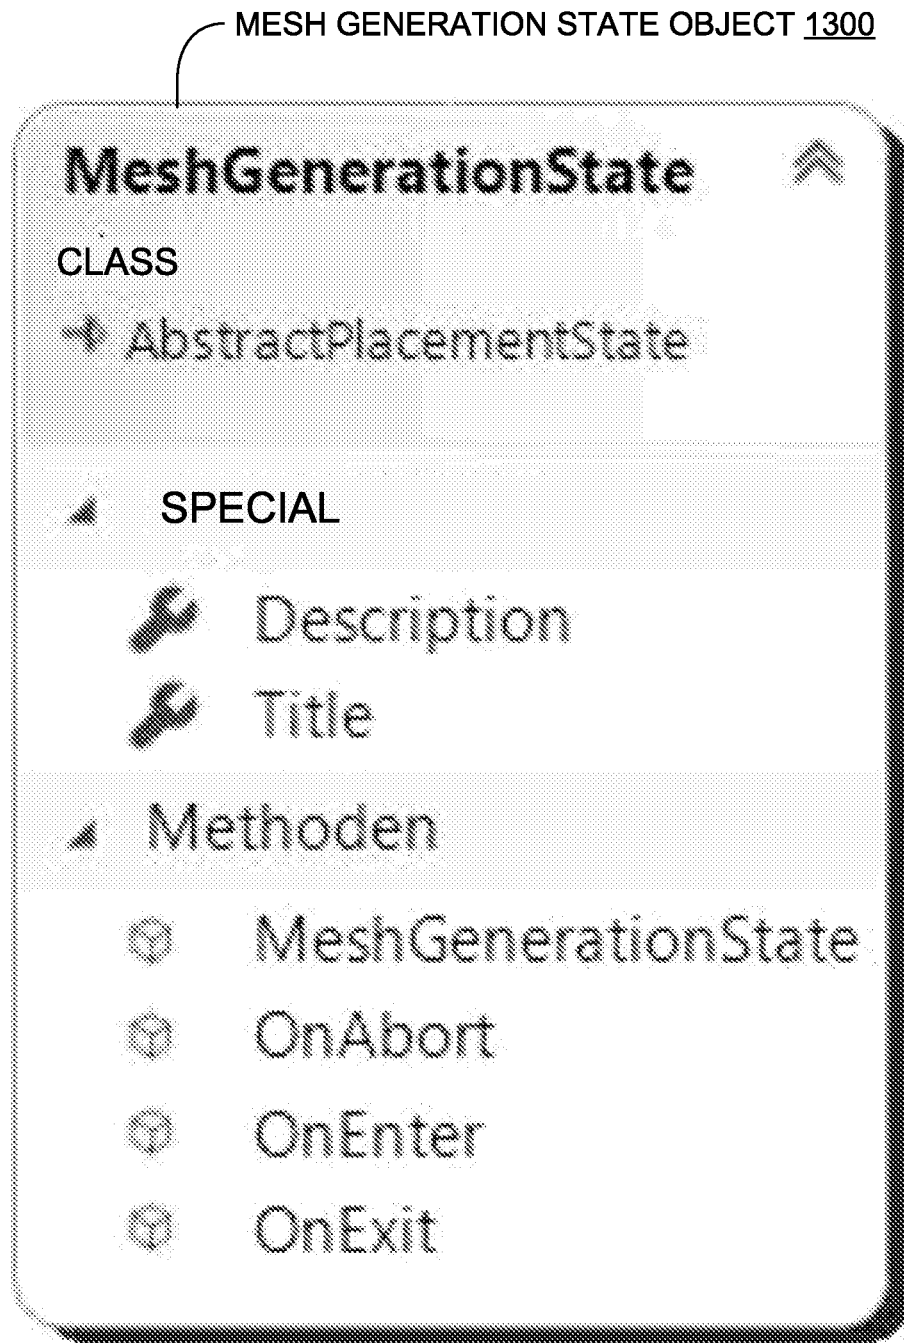 MESH GENERATION STATE OBJECT 1300
MeshGenerationState
CLASS
AbstractPlacementState
SPECIAL
Description
Title
Methoden
MeshGenerationState
OnAbort
OnEnter
OnExit